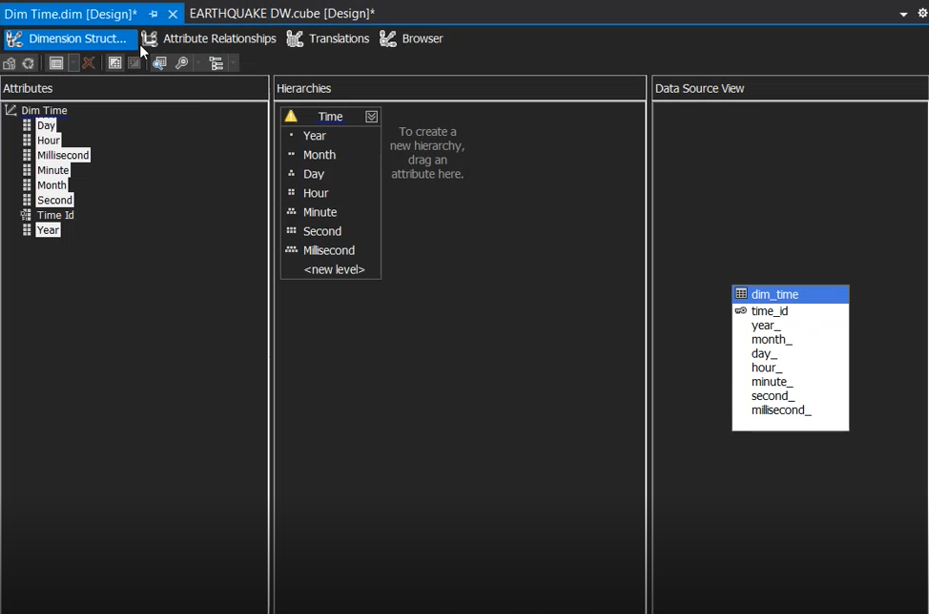 Dim Time.dim [Design]* EARTHQUAKE DW.cube [Design]*
Dimension Struct... Attribute Relationships Translations Browser
Attributes
Dim Time
Day
Hour
Millisecond
Minute
Month
Second
Time Id
Year
Hierarchies
Time
Year
Month
Day
Hour
Minute
Second
Millisecond
<new level>
To create a
new hierarchy,
drag an
attribute here.
Data Source View
dim_time
time_id
year_
month_
day_
hour_
minute_
second_
millisecond_